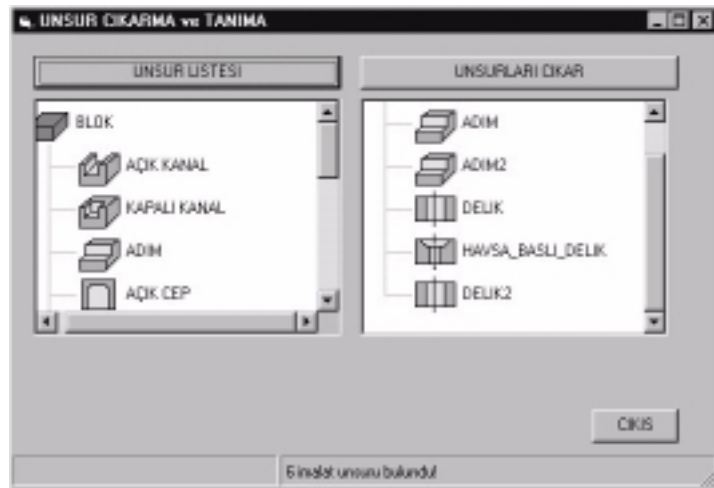 UNSUR CIKARMA ve TANIMA
UNSUR LISTESI
UNSURLARI CIKAR
BLOK
AÇIK KANAL
KAPALI KANAL
ADIM
AÇIK CEP
ADIM
ADIM2
DELIK
HAVSA_BASLI_DELIK
DELIK2
CIKIS
6 imalat unsuru bulundu!